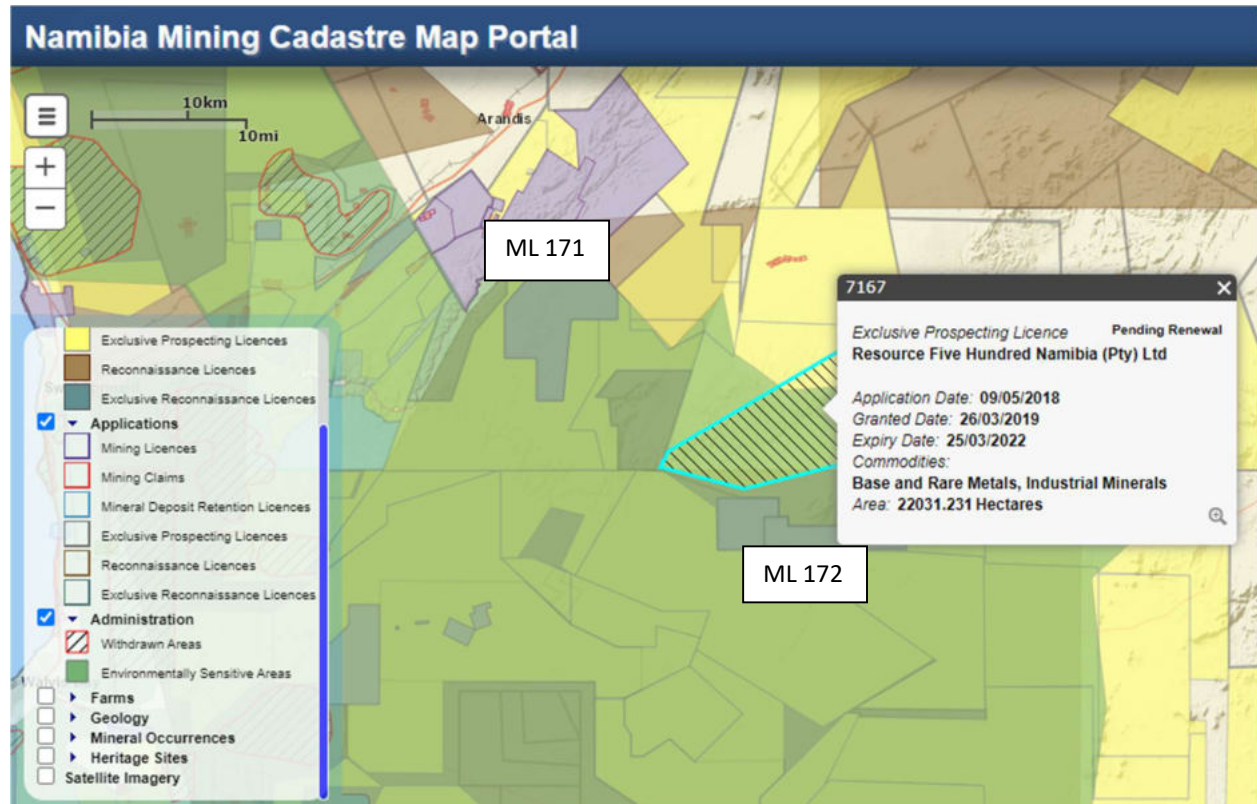 Namibia Mining Cadastre Map Portal
10km
10mi
+
−
Arandis
ML 171
7167
Exclusive Prospecting Licence Pending Renewal
Resource Five Hundred Namibia (Pty) Ltd
Application Date: 09/05/2018
Granted Date: 26/03/2019
Expiry Date: 25/03/2022
Commodities:
Base and Rare Metals, Industrial Minerals
Area: 22031.231 Hectares
ML 172
Exclusive Prospecting Licences
Reconnaissance Licences
Exclusive Reconnaissance Licences
Applications
Mining Licences
Mining Claims
Mineral Deposit Retention Licences
Exclusive Prospecting Licences
Reconnaissance Licences
Exclusive Reconnaissance Licences
Administration
Withdrawn Areas
Environmentally Sensitive Areas
Farms
Geology
Mineral Occurrences
Heritage Sites
Satellite Imagery